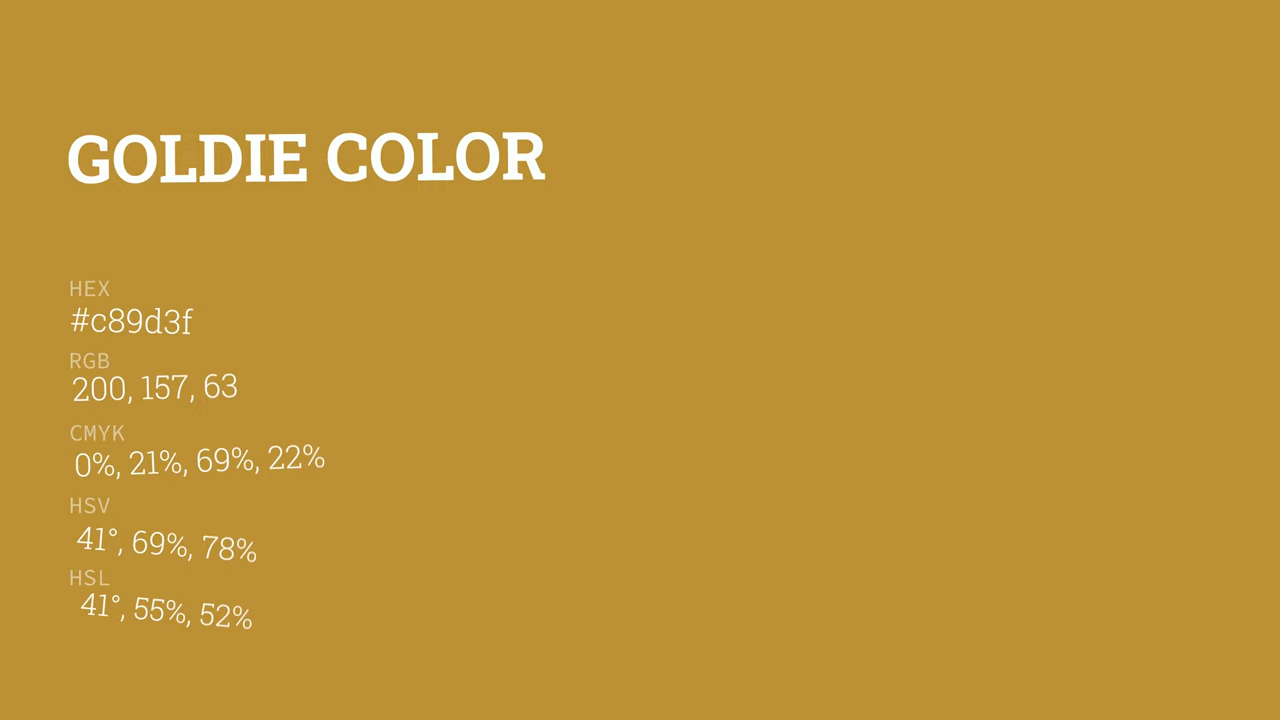 GOLDIE COLOR
HEX
#c89d3f
RGB
200, 157, 63
CMYK
0%, 21%, 69%, 22%
HSV
41°, 69%, 78%
HSL
41°, 55%, 52%